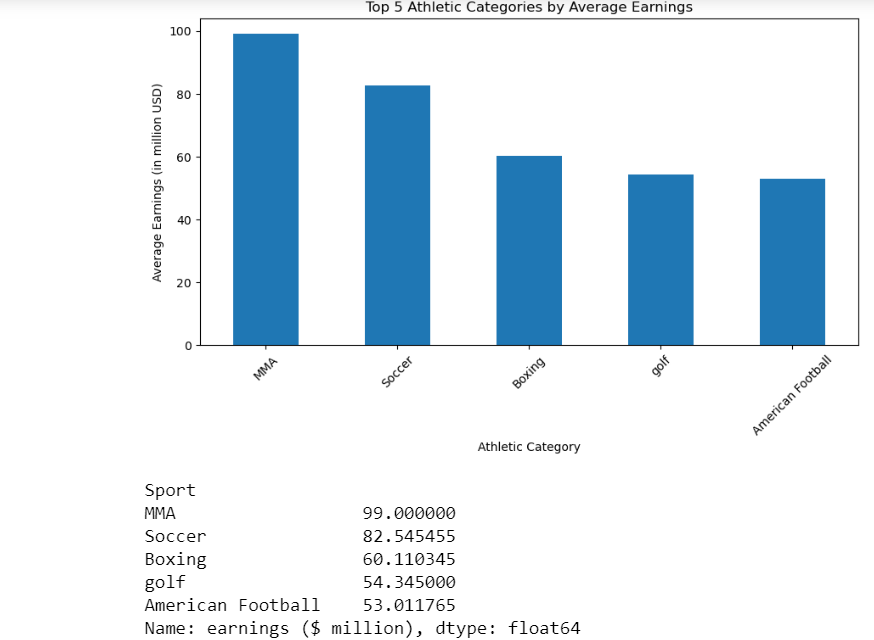 Top 5 Athletic Categories by Average Earnings
100
80
60
40
20
0
Average Earnings (in million USD)
MMA
Soccer
Boxing
golf
American Football
Athletic Category
Sport
MMA 99.000000
Soccer 82.545455
Boxing 60.110345
golf 54.345000
American Football 53.011765
Name: earnings ($ million), dtype: float64